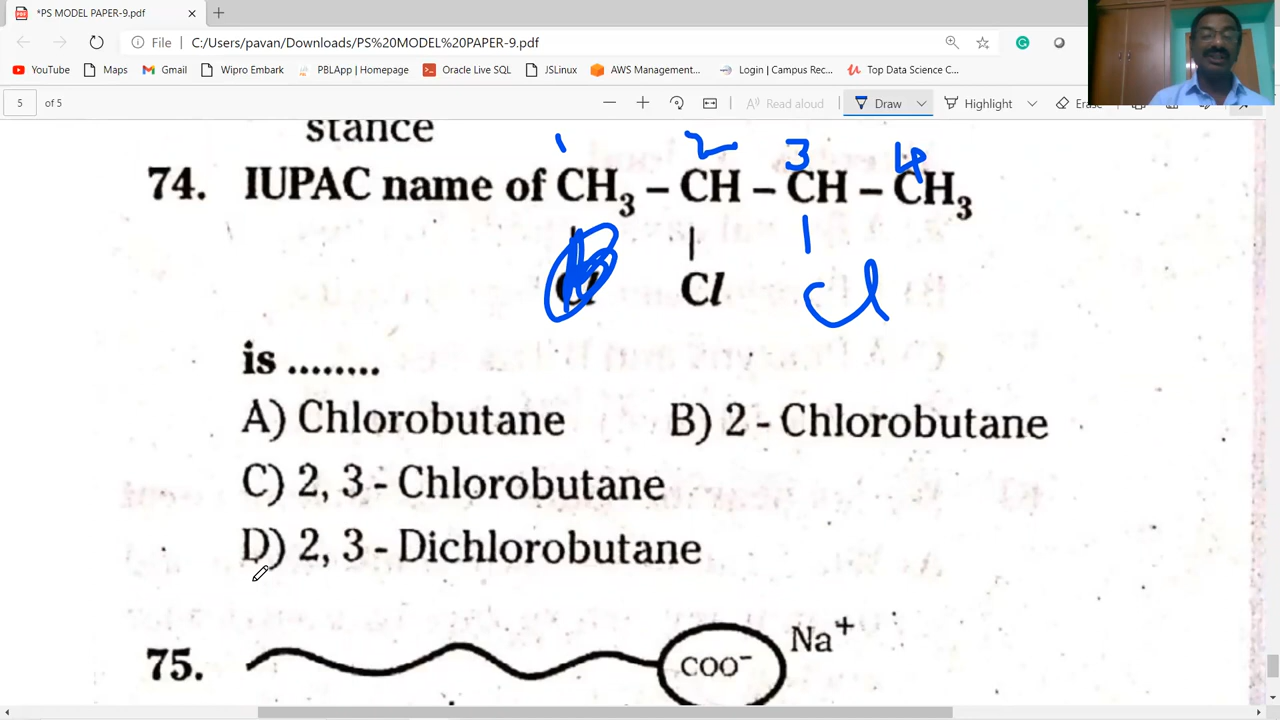 *PS MODEL PAPER-9.pdf
File C:/Users/pavan/Downloads/PS%20MODEL%20PAPER-9.pdf
YouTube Maps Gmail Wipro Embark PBLApp | Homepage Oracle Live SQL JSLinux AWS Management... Login | Campus Rec... Top Data Science C...
5 of 5 Read aloud Draw Highlight Erase
stance
1 2 3 4
74. IUPAC name of CH₃ – CH – CH – CH₃
| | |
Cl Cl
is ........
A) Chlorobutane B) 2 - Chlorobutane
C) 2, 3 - Chlorobutane
D) 2, 3 - Dichlorobutane
75. COO⁻ Na⁺